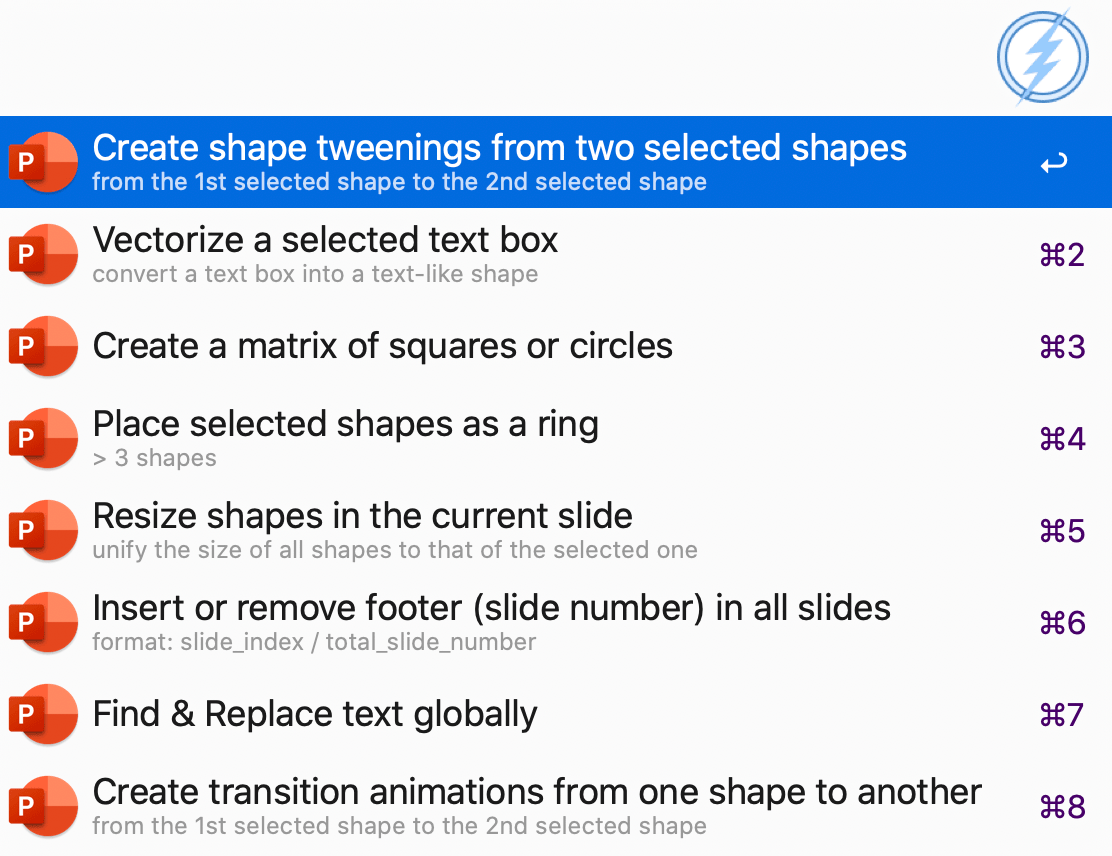 P Create shape tweenings from two selected shapes ↩
from the 1st selected shape to the 2nd selected shape
P Vectorize a selected text box ⌘2
convert a text box into a text-like shape
P Create a matrix of squares or circles ⌘3
P Place selected shapes as a ring ⌘4
> 3 shapes
P Resize shapes in the current slide ⌘5
unify the size of all shapes to that of the selected one
P Insert or remove footer (slide number) in all slides ⌘6
format: slide_index / total_slide_number
P Find & Replace text globally ⌘7
P Create transition animations from one shape to another ⌘8
from the 1st selected shape to the 2nd selected shape